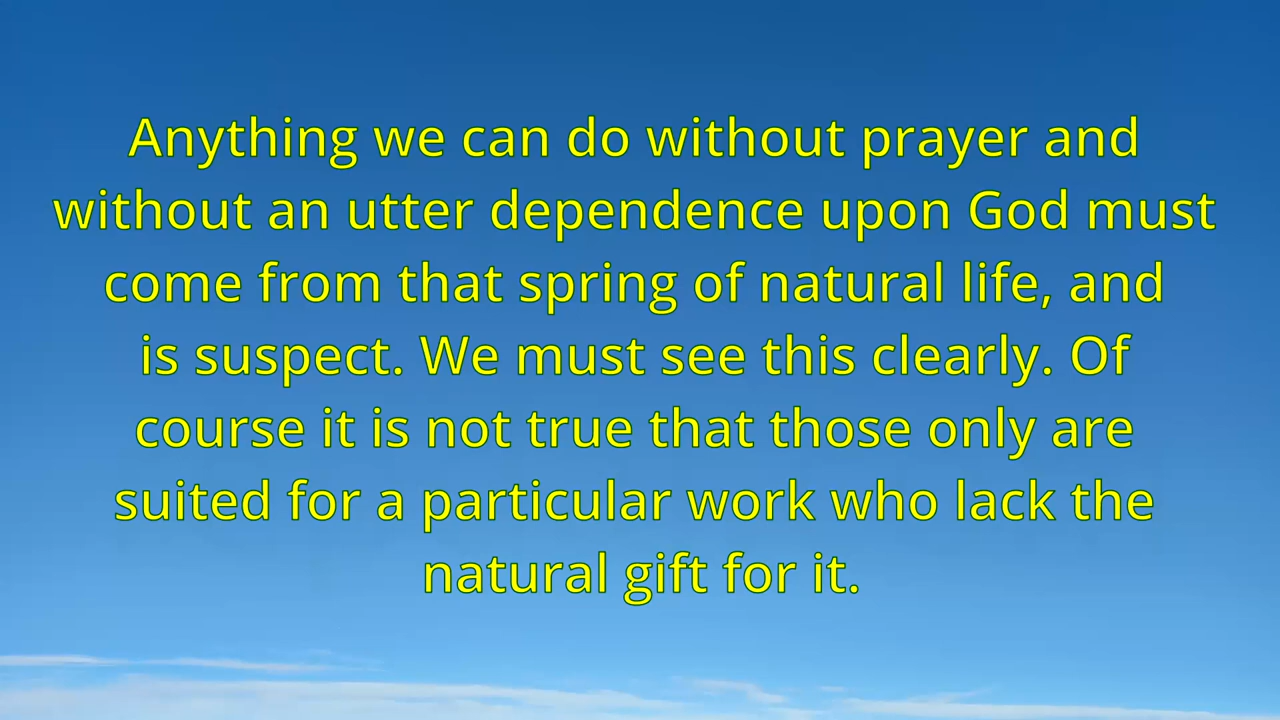 Anything we can do without prayer and
without an utter dependence upon God must
come from that spring of natural life, and
is suspect. We must see this clearly. Of
course it is not true that those only are
suited for a particular work who lack the
natural gift for it.